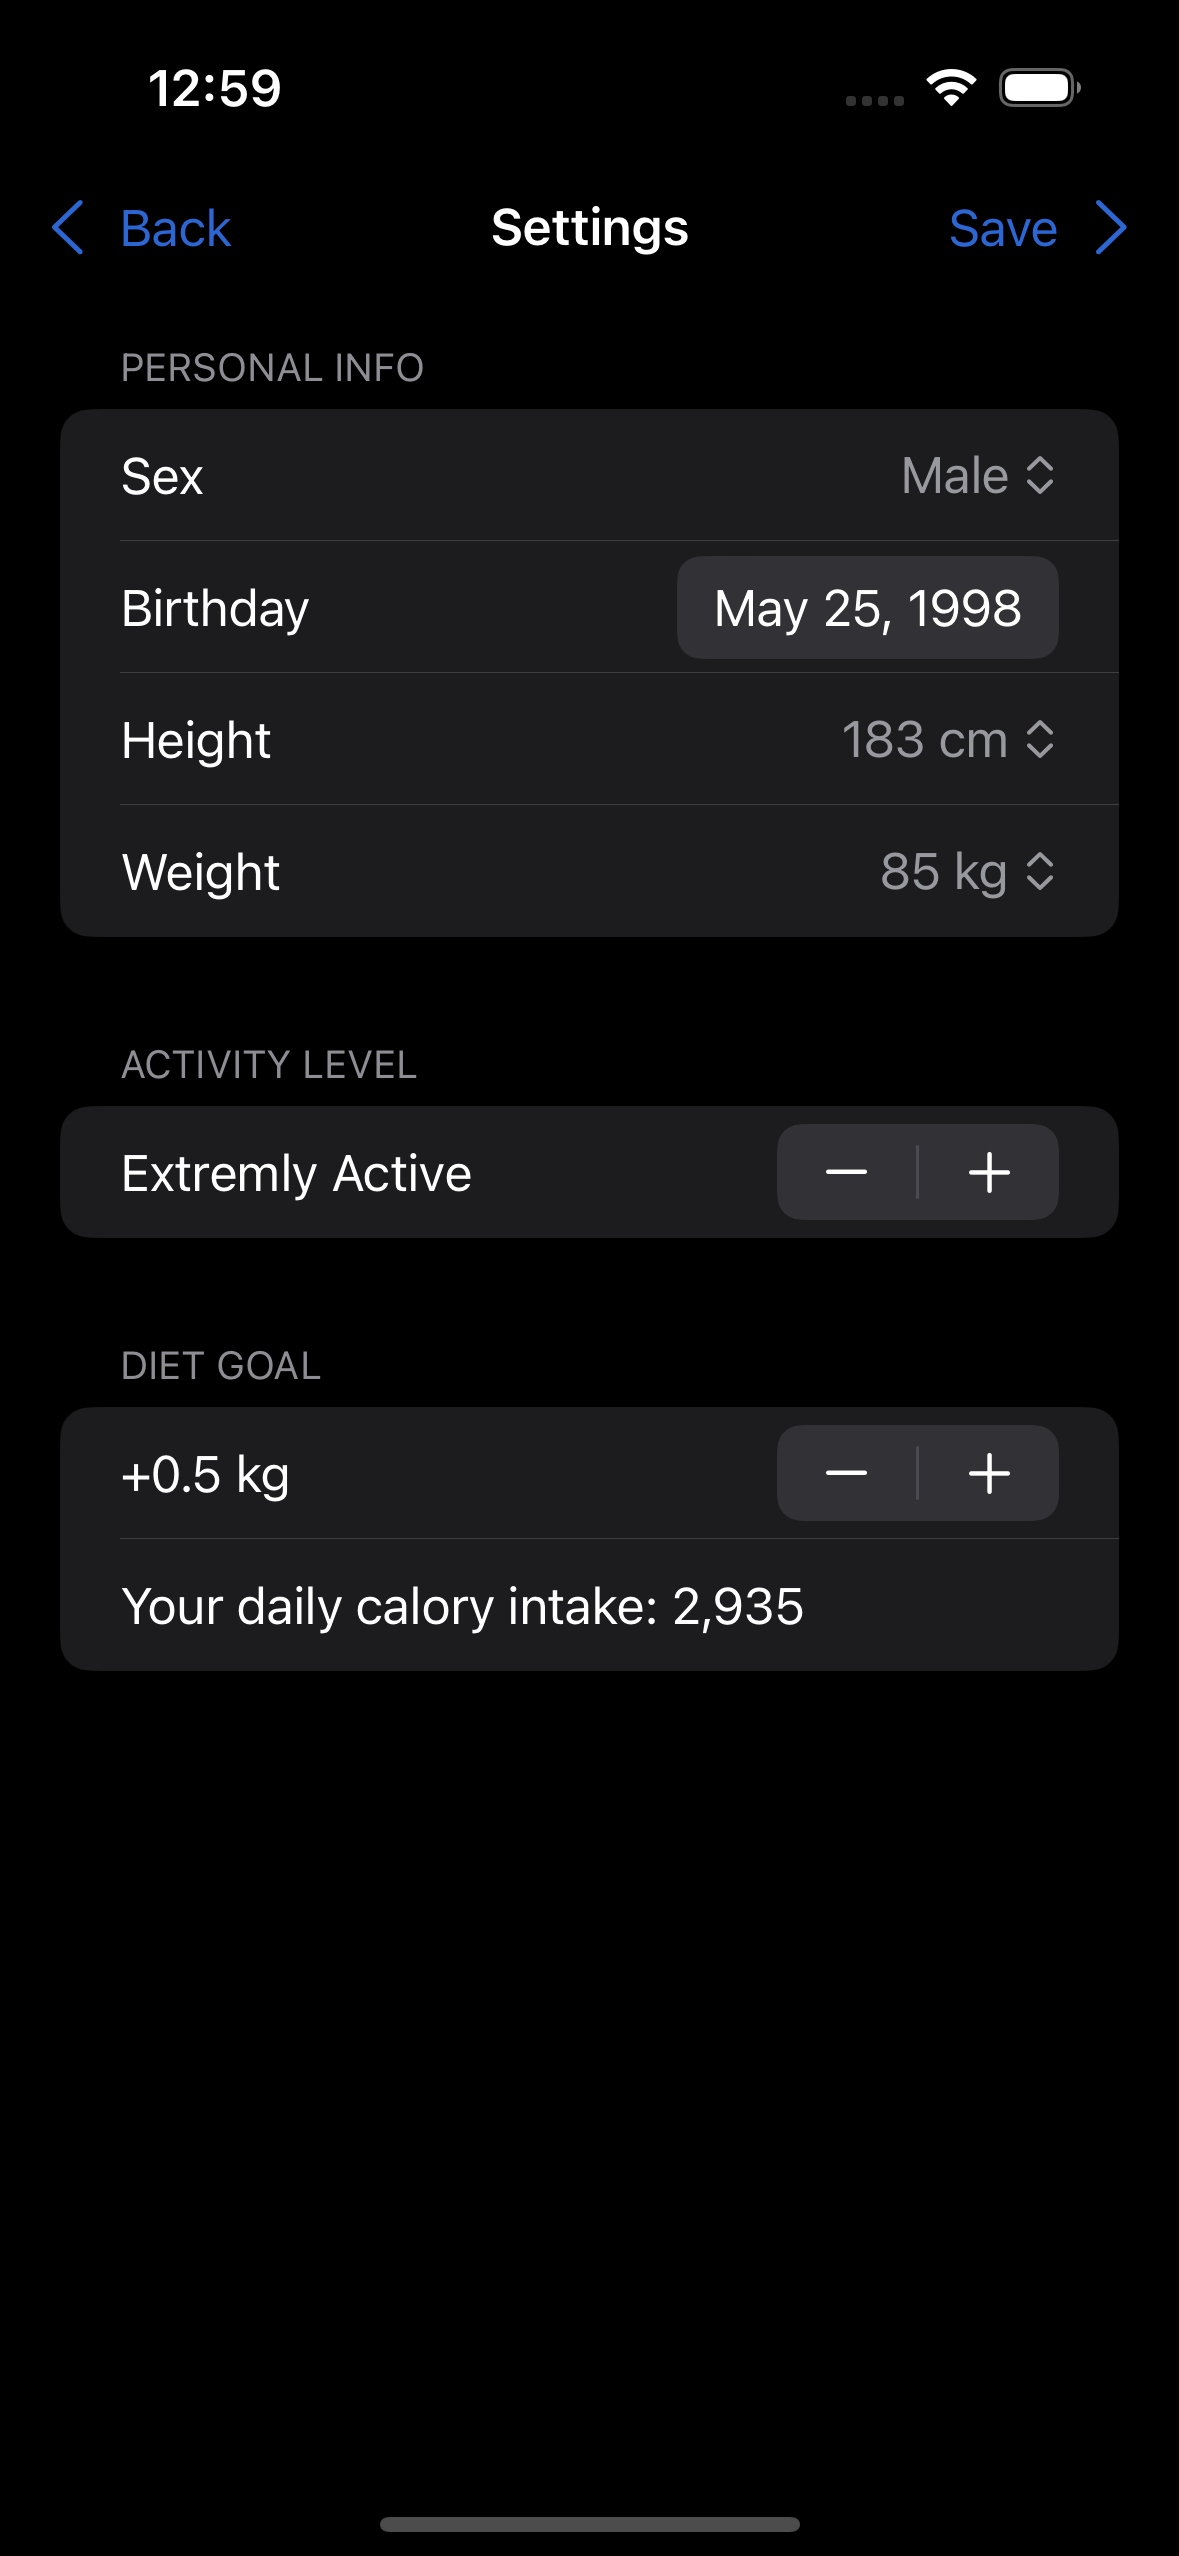 12:59
Back Settings Save
PERSONAL INFO
Sex Male
Birthday May 25, 1998
Height 183 cm
Weight 85 kg
ACTIVITY LEVEL
Extremly Active
DIET GOAL
+0.5 kg
Your daily calory intake: 2,935